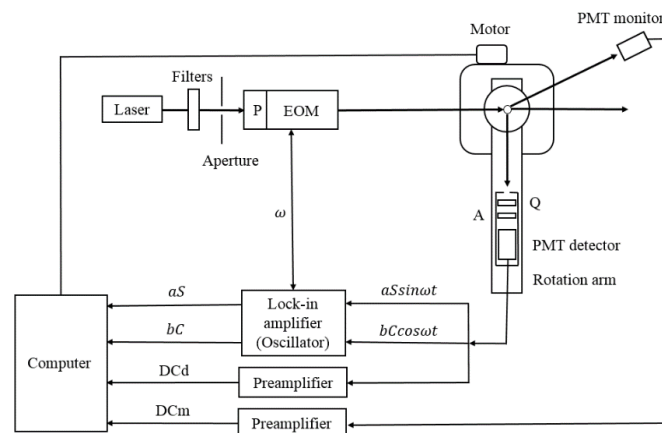 PMT monitor
Motor
Filters
Laser
P
EOM
Aperture
Q
A
ω
PMT detector
Rotation arm
aS
Lock-in
amplifier
(Oscillator)
aSsinωt
bC
bCcosωt
Computer
DCd
Preamplifier
DCm
Preamplifier